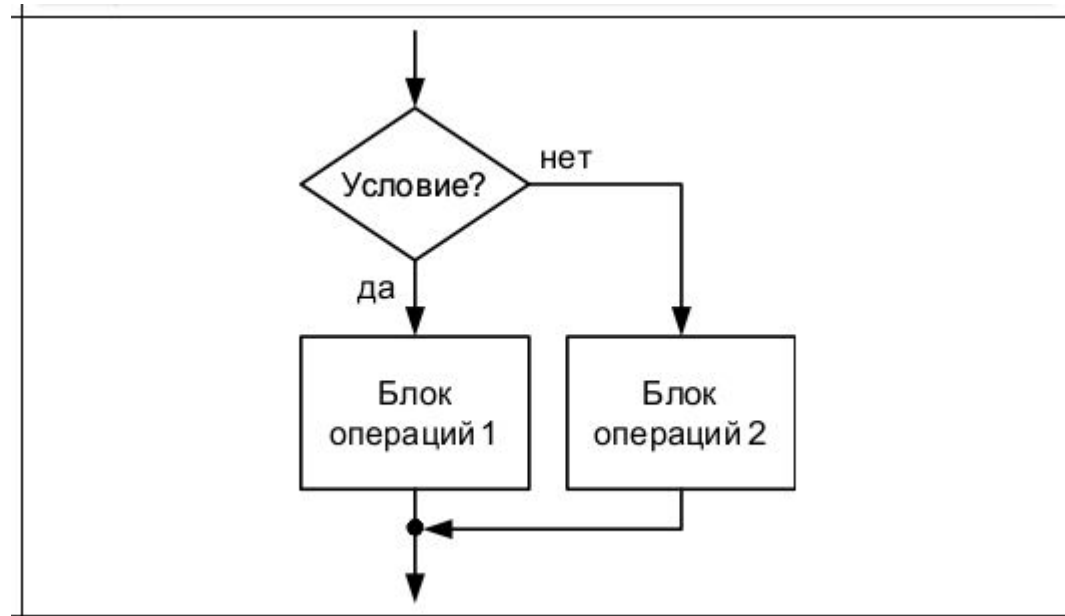 Условие?
нет
да
Блок
операций 1
Блок
операций 2